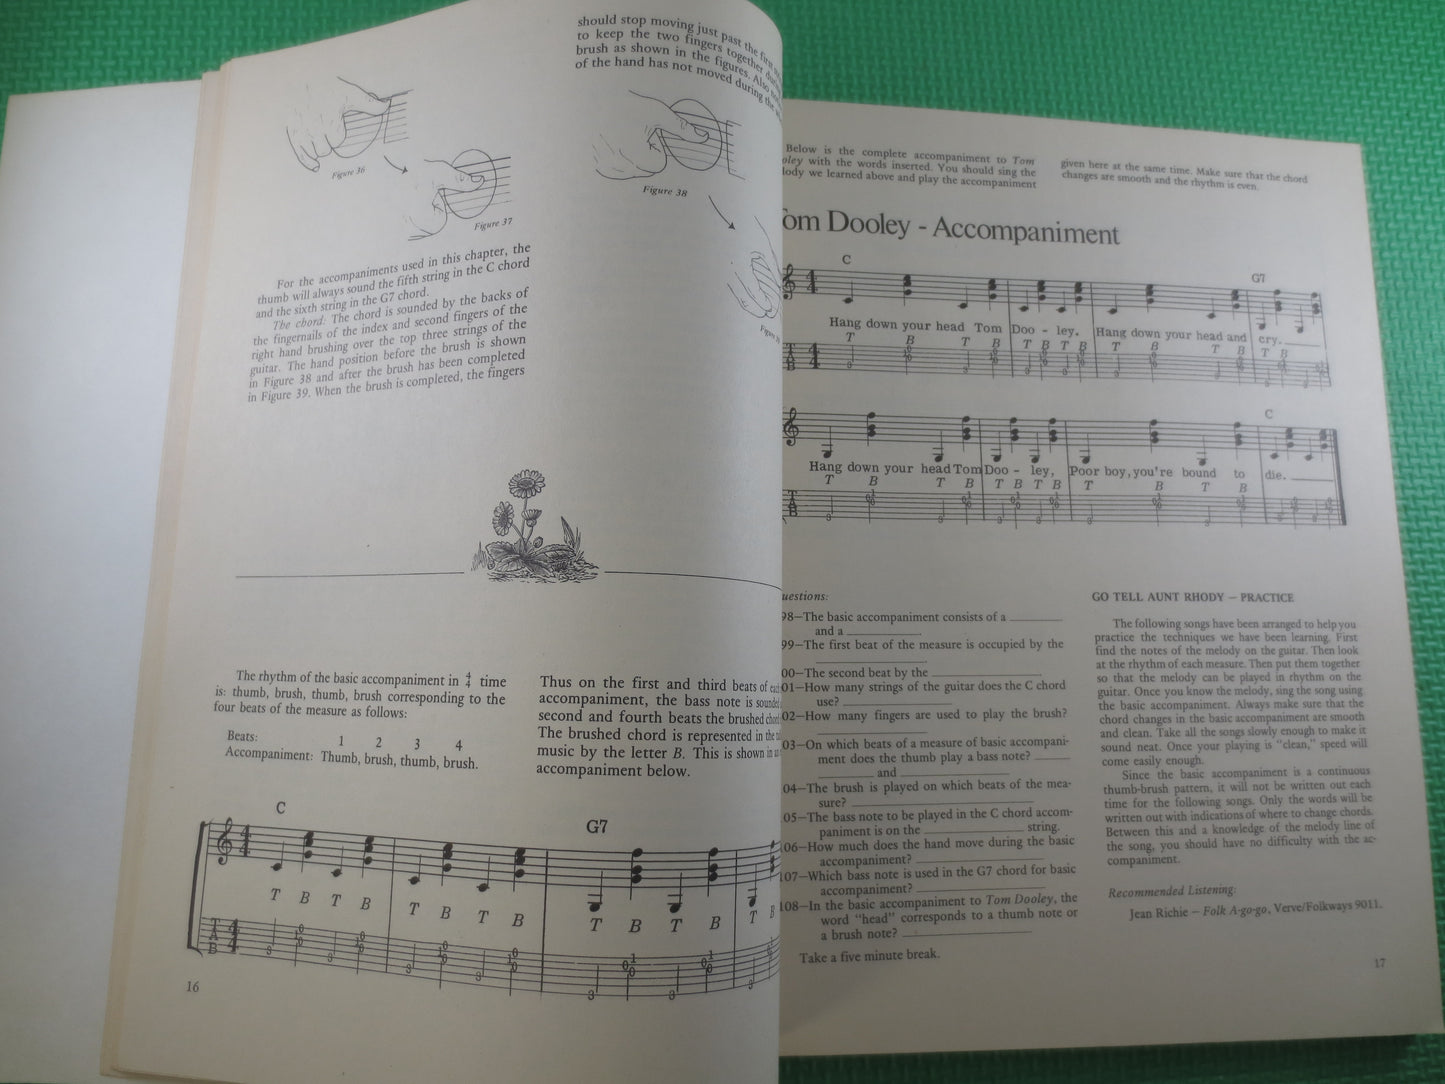 should stop moving just past the first
to keep the two fingers together
brush as shown in the figures. Also
of the hand has not moved during the
Figure 36
Figure 37
Figure 38
For the accompaniments used in this chapter, the
thumb will always sound the fifth string in the C chord
and the sixth string in the G7 chord.
The chord: The chord is sounded by the backs of
the fingernails of the index and second fingers of the
right hand brushing over the top three strings of the
guitar. The hand position before the brush is shown
in Figure 38 and after the brush has been completed
in Figure 39. When the brush is completed, the fingers
The rhythm of the basic accompaniment in 4/4 time
is: thumb, brush, thumb, brush corresponding to the
four beats of the measure as follows:
Beats: 1 2 3 4
Accompaniment: Thumb, brush, thumb, brush.
Thus on the first and third beats of
accompaniment, the bass note is sounded
second and fourth beats the brushed
The brushed chord is represented in the
music by the letter B. This is shown in
accompaniment below.
C G7
T B T B T B T B T B T B T B
TAB
16
Below is the complete accompaniment to Tom
ooley with the words inserted. You should sing the
lody we learned above and play the accompaniment
given here at the same time. Make sure that the chord
changes are smooth and the rhythm is even.
Tom Dooley - Accompaniment
C G7
Hang down your head Tom Doo - ley. Hang down your head and cry.
T B T B T B T B T B T B T B
TAB
C
Hang down your head Tom Doo - ley, Poor boy, you're bound to die.
T B T B T B T B T B T B
TAB
uestions:
98—The basic accompaniment consists of a
and a
99—The first beat of the measure is occupied by the
00—The second beat by the
01—How many strings of the guitar does the C chord
use?
02—How many fingers are used to play the brush?
03—On which beats of a measure of basic accompani-
ment does the thumb play a bass note?
and
04—The brush is played on which beats of the mea-
sure?
05—The bass note to be played in the C chord accom-
paniment is on the string.
06—How much does the hand move during the basic
accompaniment?
107—Which bass note is used in the G7 chord for basic
accompaniment?
108—In the basic accompaniment to Tom Dooley, the
word "head" corresponds to a thumb note or
a brush note?
Take a five minute break.
GO TELL AUNT RHODY — PRACTICE
The following songs have been arranged to help you
practice the techniques we have been learning. First
find the notes of the melody on the guitar. Then look
at the rhythm of each measure. Then put them together
so that the melody can be played in rhythm on the
guitar. Once you know the melody, sing the song using
the basic accompaniment. Always make sure that the
chord changes in the basic accompaniment are smooth
and clean. Take all the songs slowly enough to make it
sound neat. Once your playing is "clean," speed will
come easily enough.
Since the basic accompaniment is a continuous
thumb-brush pattern, it will not be written out each
time for the following songs. Only the words will be
written out with indications of where to change chords.
Between this and a knowledge of the melody line of
the song, you should have no difficulty with the ac-
companiment.
Recommended Listening:
Jean Richie — Folk A-go-go, Verve/Folkways 9011.
17